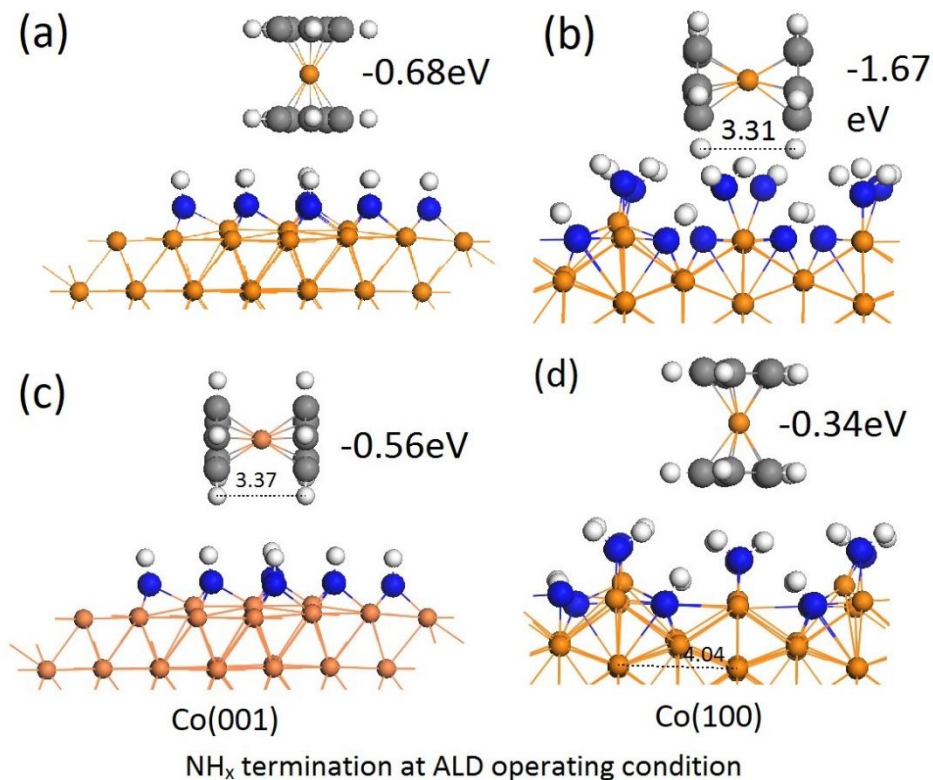 (a)
-0.68eV
(b)
-1.67
eV
3.31
(c)
-0.56eV
3.37
(d)
-0.34eV
4.04
Co(001)
Co(100)
NHₓ termination at ALD operating condition